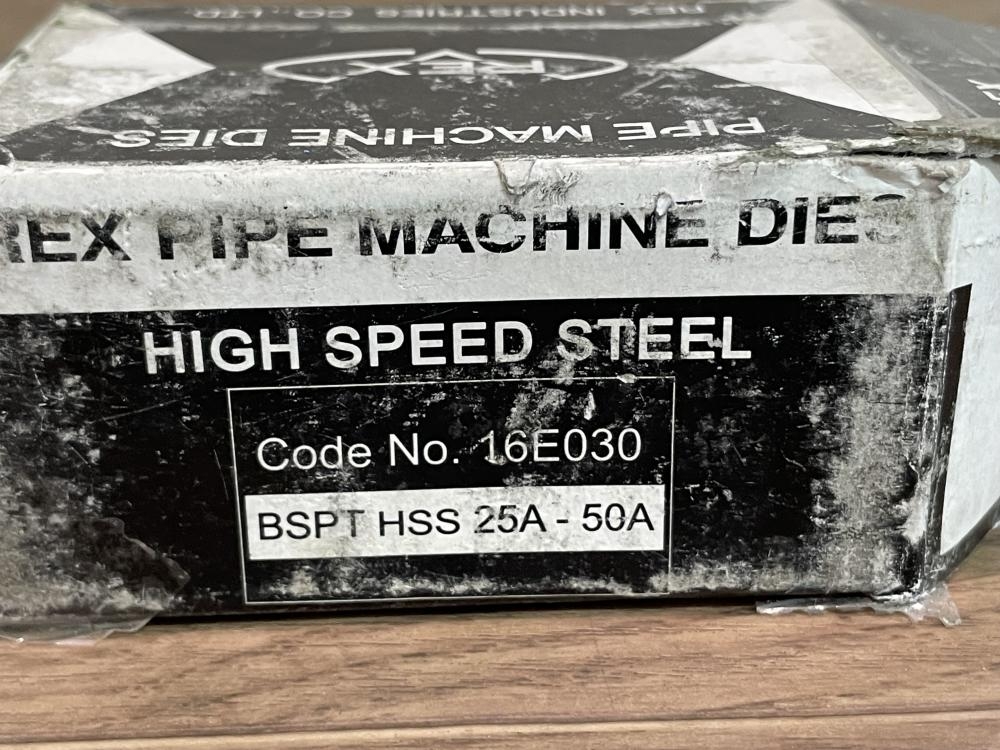 REX INDUSTRIES CO., LTD.
REX
PIPE MACHINE DIES
REX PIPE MACHINE DIES
HIGH SPEED STEEL
Code No. 16E030
BSPT HSS 25A - 50A